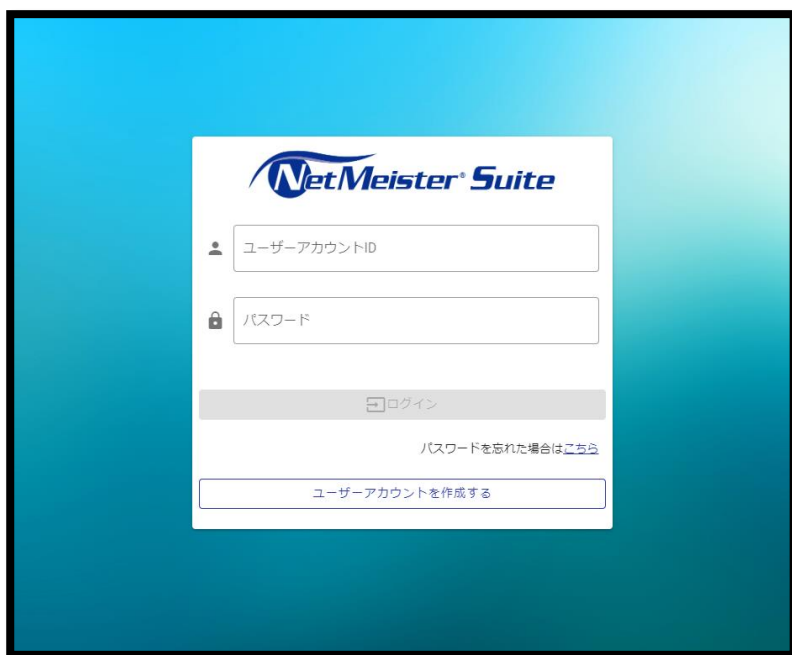 NetMeister® Suite
ユーザーアカウントID
パスワード
ログイン
パスワードを忘れた場合はこちら
ユーザーアカウントを作成する